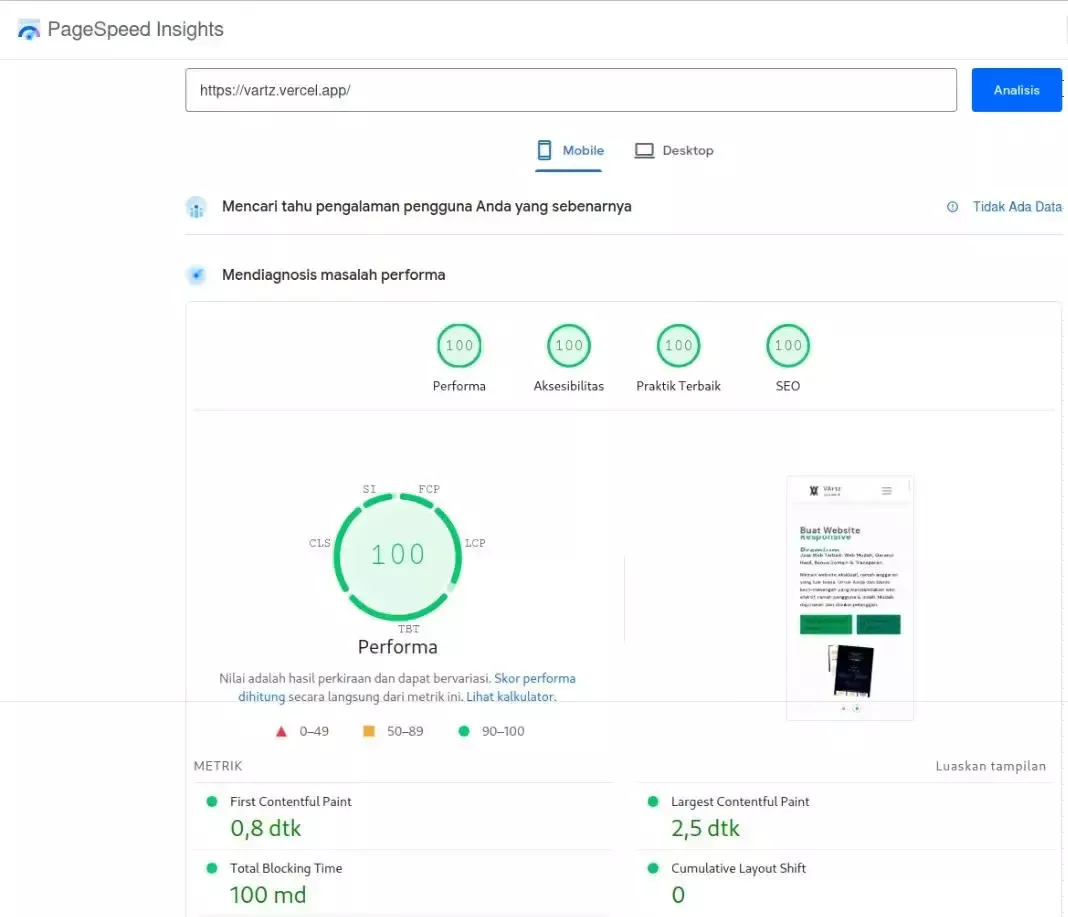 PageSpeed Insights
https://vartz.vercel.app/
Analisis
Mobile
Desktop
Mencari tahu pengalaman pengguna Anda yang sebenarnya
Tidak Ada Data
Mendiagnosis masalah performa
100
100
100
100
Performa
Aksesibilitas
Praktik Terbaik
SEO
SI
FCP
CLS
LCP
100
TBT
Performa
Nilai adalah hasil perkiraan dan dapat bervariasi. Skor performa
dihitung secara langsung dari metrik ini. Lihat kalkulator.
0–49
50–89
90–100
VArtz
Buat Website
Responsive
METRIK
Luaskan tampilan
First Contentful Paint
0,8 dtk
Largest Contentful Paint
2,5 dtk
Total Blocking Time
100 md
Cumulative Layout Shift
0